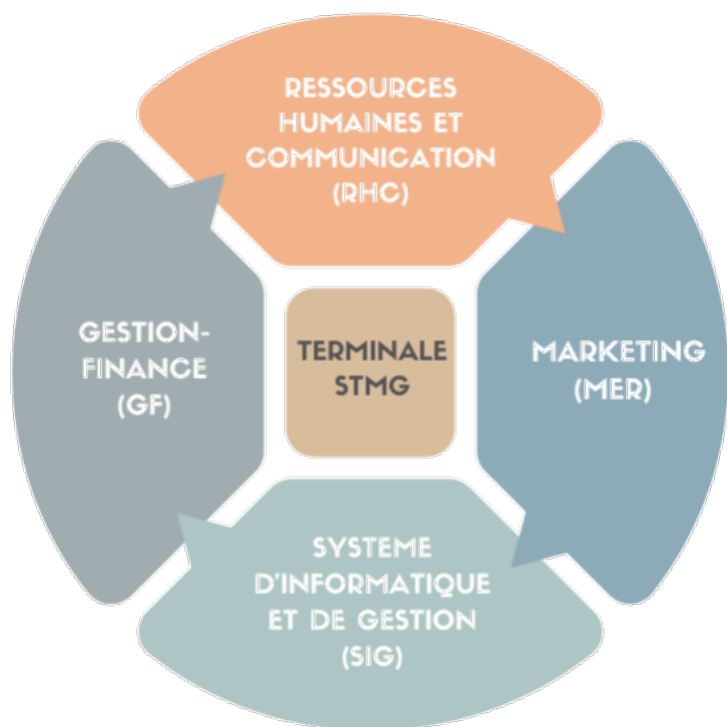 RESSOURCES
HUMAINES ET
COMMUNICATION
(RHC)
GESTION-
FINANCE
(GF)
TERMINALE
STMG
MARKETING
(MER)
SYSTEME
D'INFORMATIQUE
ET DE GESTION
(SIG)